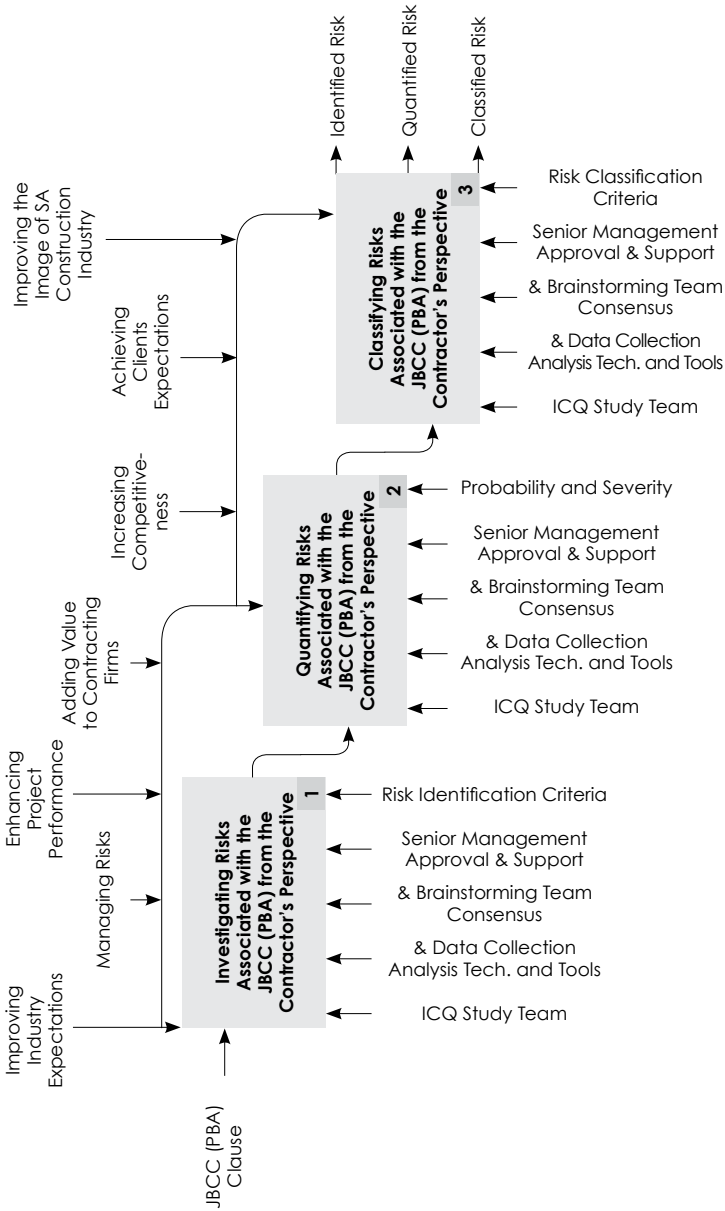 Improving
Industry
Expectations
Managing Risks
Enhancing
Project
Performance
Adding Value
to Contracting
Firms
Increasing
Competitive-
ness
Achieving
Clients
Expectations
Improving the
Image of SA
Construction
Industry
JBCC (PBA)
Clause
Investigating Risks
Associated with the
JBCC (PBA) from the
Contractor's Perspective
1
ICQ Study Team
& Data Collection
Analysis Tech. and Tools
& Brainstorming Team
Consensus
Senior Management
Approval & Support
Risk Identification Criteria
Quantifying Risks
Associated with the
JBCC (PBA) from the
Contractor's Perspective
2
ICQ Study Team
& Data Collection
Analysis Tech. and Tools
& Brainstorming Team
Consensus
Senior Management
Approval & Support
Probability and Severity
Classifying Risks
Associated with the
JBCC (PBA) from the
Contractor's Perspective
3
ICQ Study Team
& Data Collection
Analysis Tech. and Tools
& Brainstorming Team
Consensus
Senior Management
Approval & Support
Risk Classification
Criteria
Identified Risk
Quantified Risk
Classified Risk